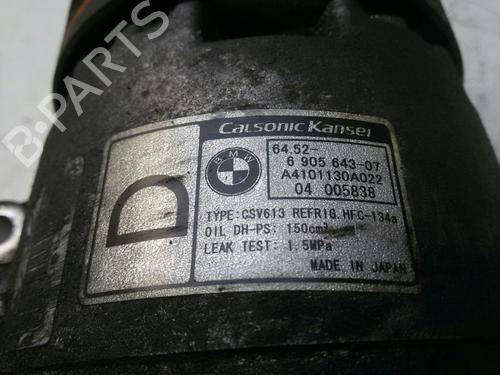 B-PARTS
Calsonic Kansei
D
BMW
64.52-
6 905 643-07
A4101130A022
04 005838
TYPE: CSV613 REFRIG. HFC-134a
OIL DH-PS: 150cm³
LEAK TEST: 1.5MPa
MADE IN JAPAN